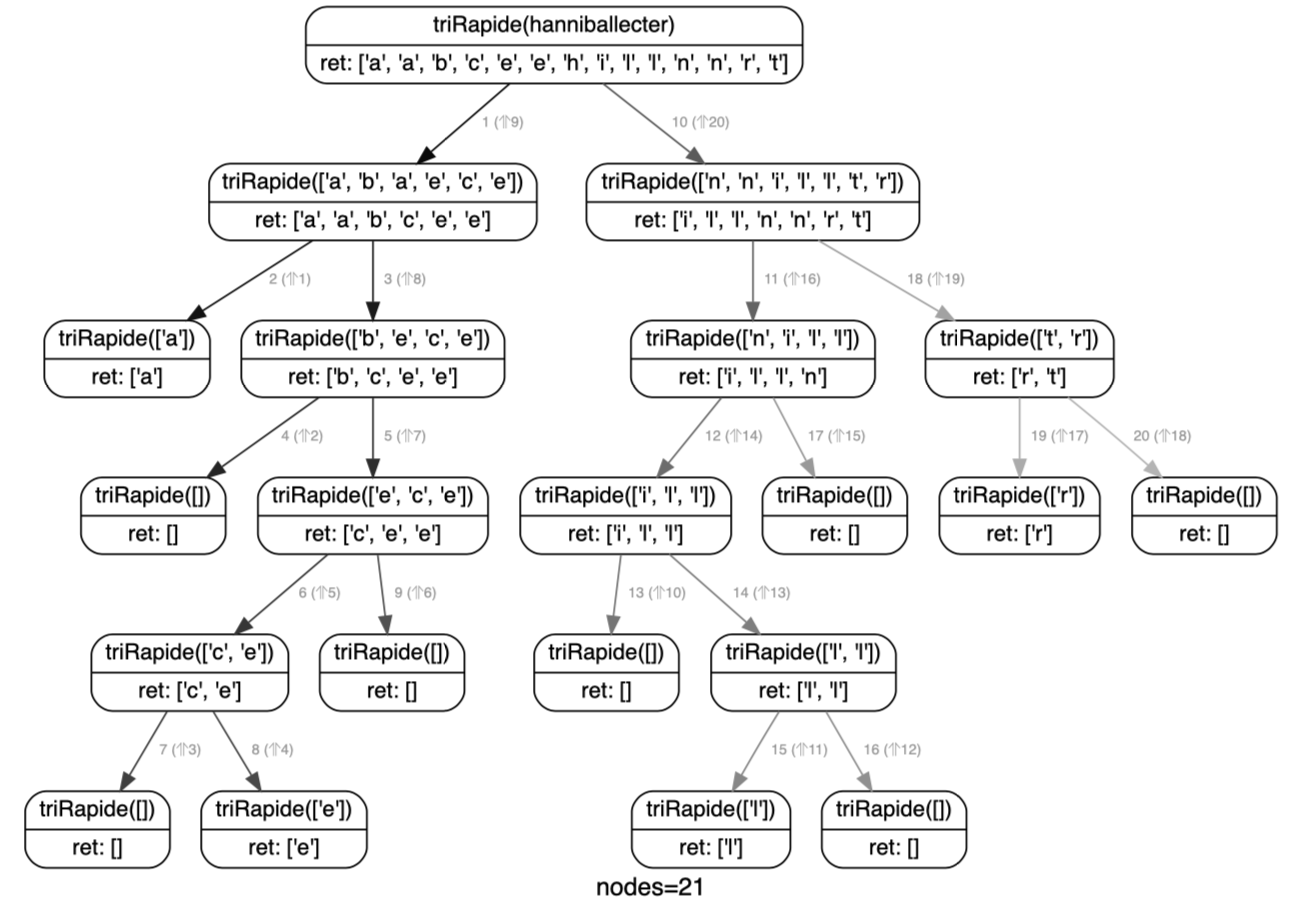 triRapide(hanniballecter)
ret: ['a', 'a', 'b', 'c', 'e', 'e', 'h', 'i', 'l', 'l', 'n', 'n', 'r', 't']
1 (⥣9)
10 (⥣20)
triRapide(['a', 'b', 'a', 'e', 'c', 'e'])
ret: ['a', 'a', 'b', 'c', 'e', 'e']
triRapide(['n', 'n', 'i', 'l', 'l', 't', 'r'])
ret: ['i', 'l', 'l', 'n', 'n', 'r', 't']
2 (⥣1)
3 (⥣8)
11 (⥣16)
18 (⥣19)
triRapide(['a'])
ret: ['a']
triRapide(['b', 'e', 'c', 'e'])
ret: ['b', 'c', 'e', 'e']
triRapide(['n', 'i', 'l', 'l'])
ret: ['i', 'l', 'l', 'n']
triRapide(['t', 'r'])
ret: ['r', 't']
4 (⥣2)
5 (⥣7)
12 (⥣14)
17 (⥣15)
19 (⥣17)
20 (⥣18)
triRapide([])
ret: []
triRapide(['e', 'c', 'e'])
ret: ['c', 'e', 'e']
triRapide(['i', 'l', 'l'])
ret: ['i', 'l', 'l']
triRapide([])
ret: []
triRapide(['r'])
ret: ['r']
triRapide([])
ret: []
6 (⥣5)
9 (⥣6)
13 (⥣10)
14 (⥣13)
triRapide(['c', 'e'])
ret: ['c', 'e']
triRapide([])
ret: []
triRapide([])
ret: []
triRapide(['l', 'l'])
ret: ['l', 'l']
7 (⥣3)
8 (⥣4)
15 (⥣11)
16 (⥣12)
triRapide([])
ret: []
triRapide(['e'])
ret: ['e']
triRapide(['l'])
ret: ['l']
triRapide([])
ret: []
nodes=21